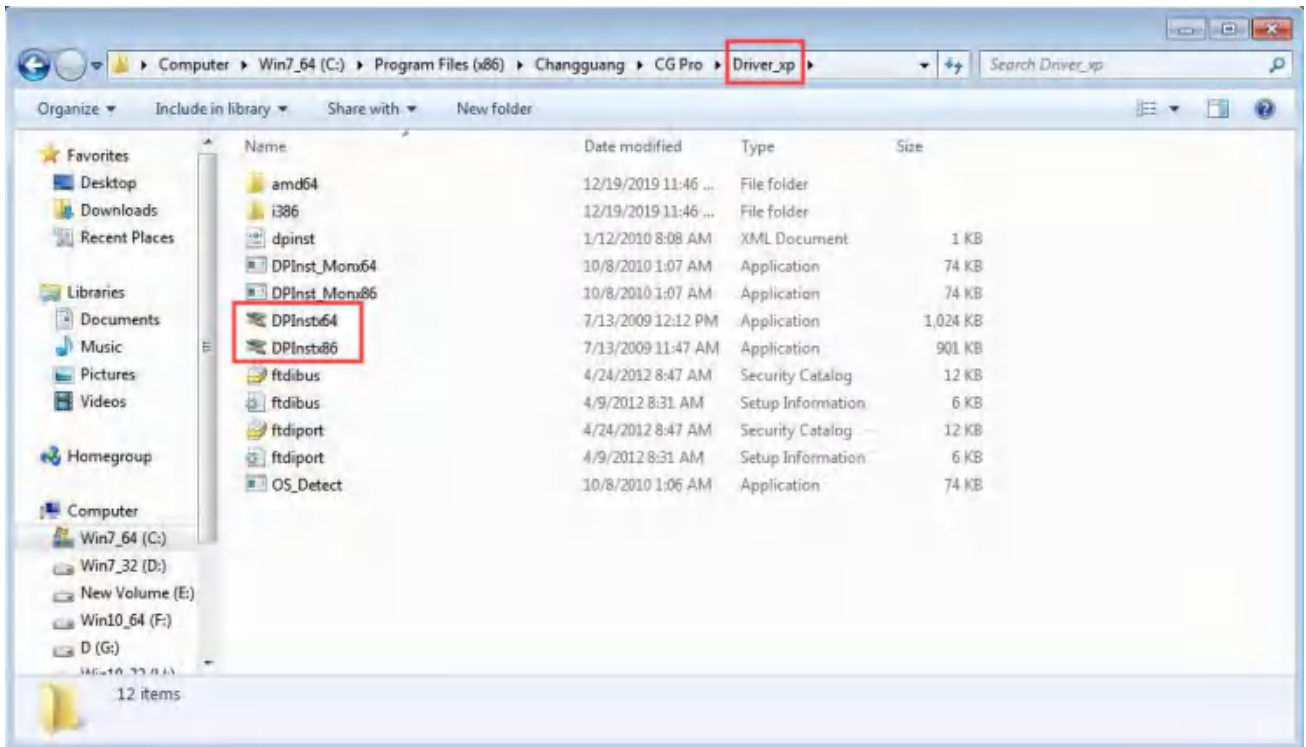 Computer ▸ Win7_64 (C:) ▸ Program Files (x86) ▸ Changguang ▸ CG Pro ▸ Driver_xp ▸ Search Driver_xp
Organize Include in library Share with New folder
Name Date modified Type Size
Favorites
Desktop
Downloads
Recent Places
Libraries
Documents
Music
Pictures
Videos
Homegroup
Computer
Win7_64 (C:)
Win7_32 (D:)
New Volume (E:)
Win10_64 (F:)
D (G:)
amd64 12/19/2019 11:46 ... File folder
i386 12/19/2019 11:46 ... File folder
dpinst 1/12/2010 8:08 AM XML Document 1 KB
DPInst_Monx64 10/8/2010 1:07 AM Application 74 KB
DPInst_Monx86 10/8/2010 1:07 AM Application 74 KB
DPInstx64 7/13/2009 12:12 PM Application 1,024 KB
DPInstx86 7/13/2009 11:47 AM Application 901 KB
ftdibus 4/24/2012 8:47 AM Security Catalog 12 KB
ftdibus 4/9/2012 8:31 AM Setup Information 6 KB
ftdiport 4/24/2012 8:47 AM Security Catalog 12 KB
ftdiport 4/9/2012 8:31 AM Setup Information 6 KB
OS_Detect 10/8/2010 1:06 AM Application 74 KB
12 items